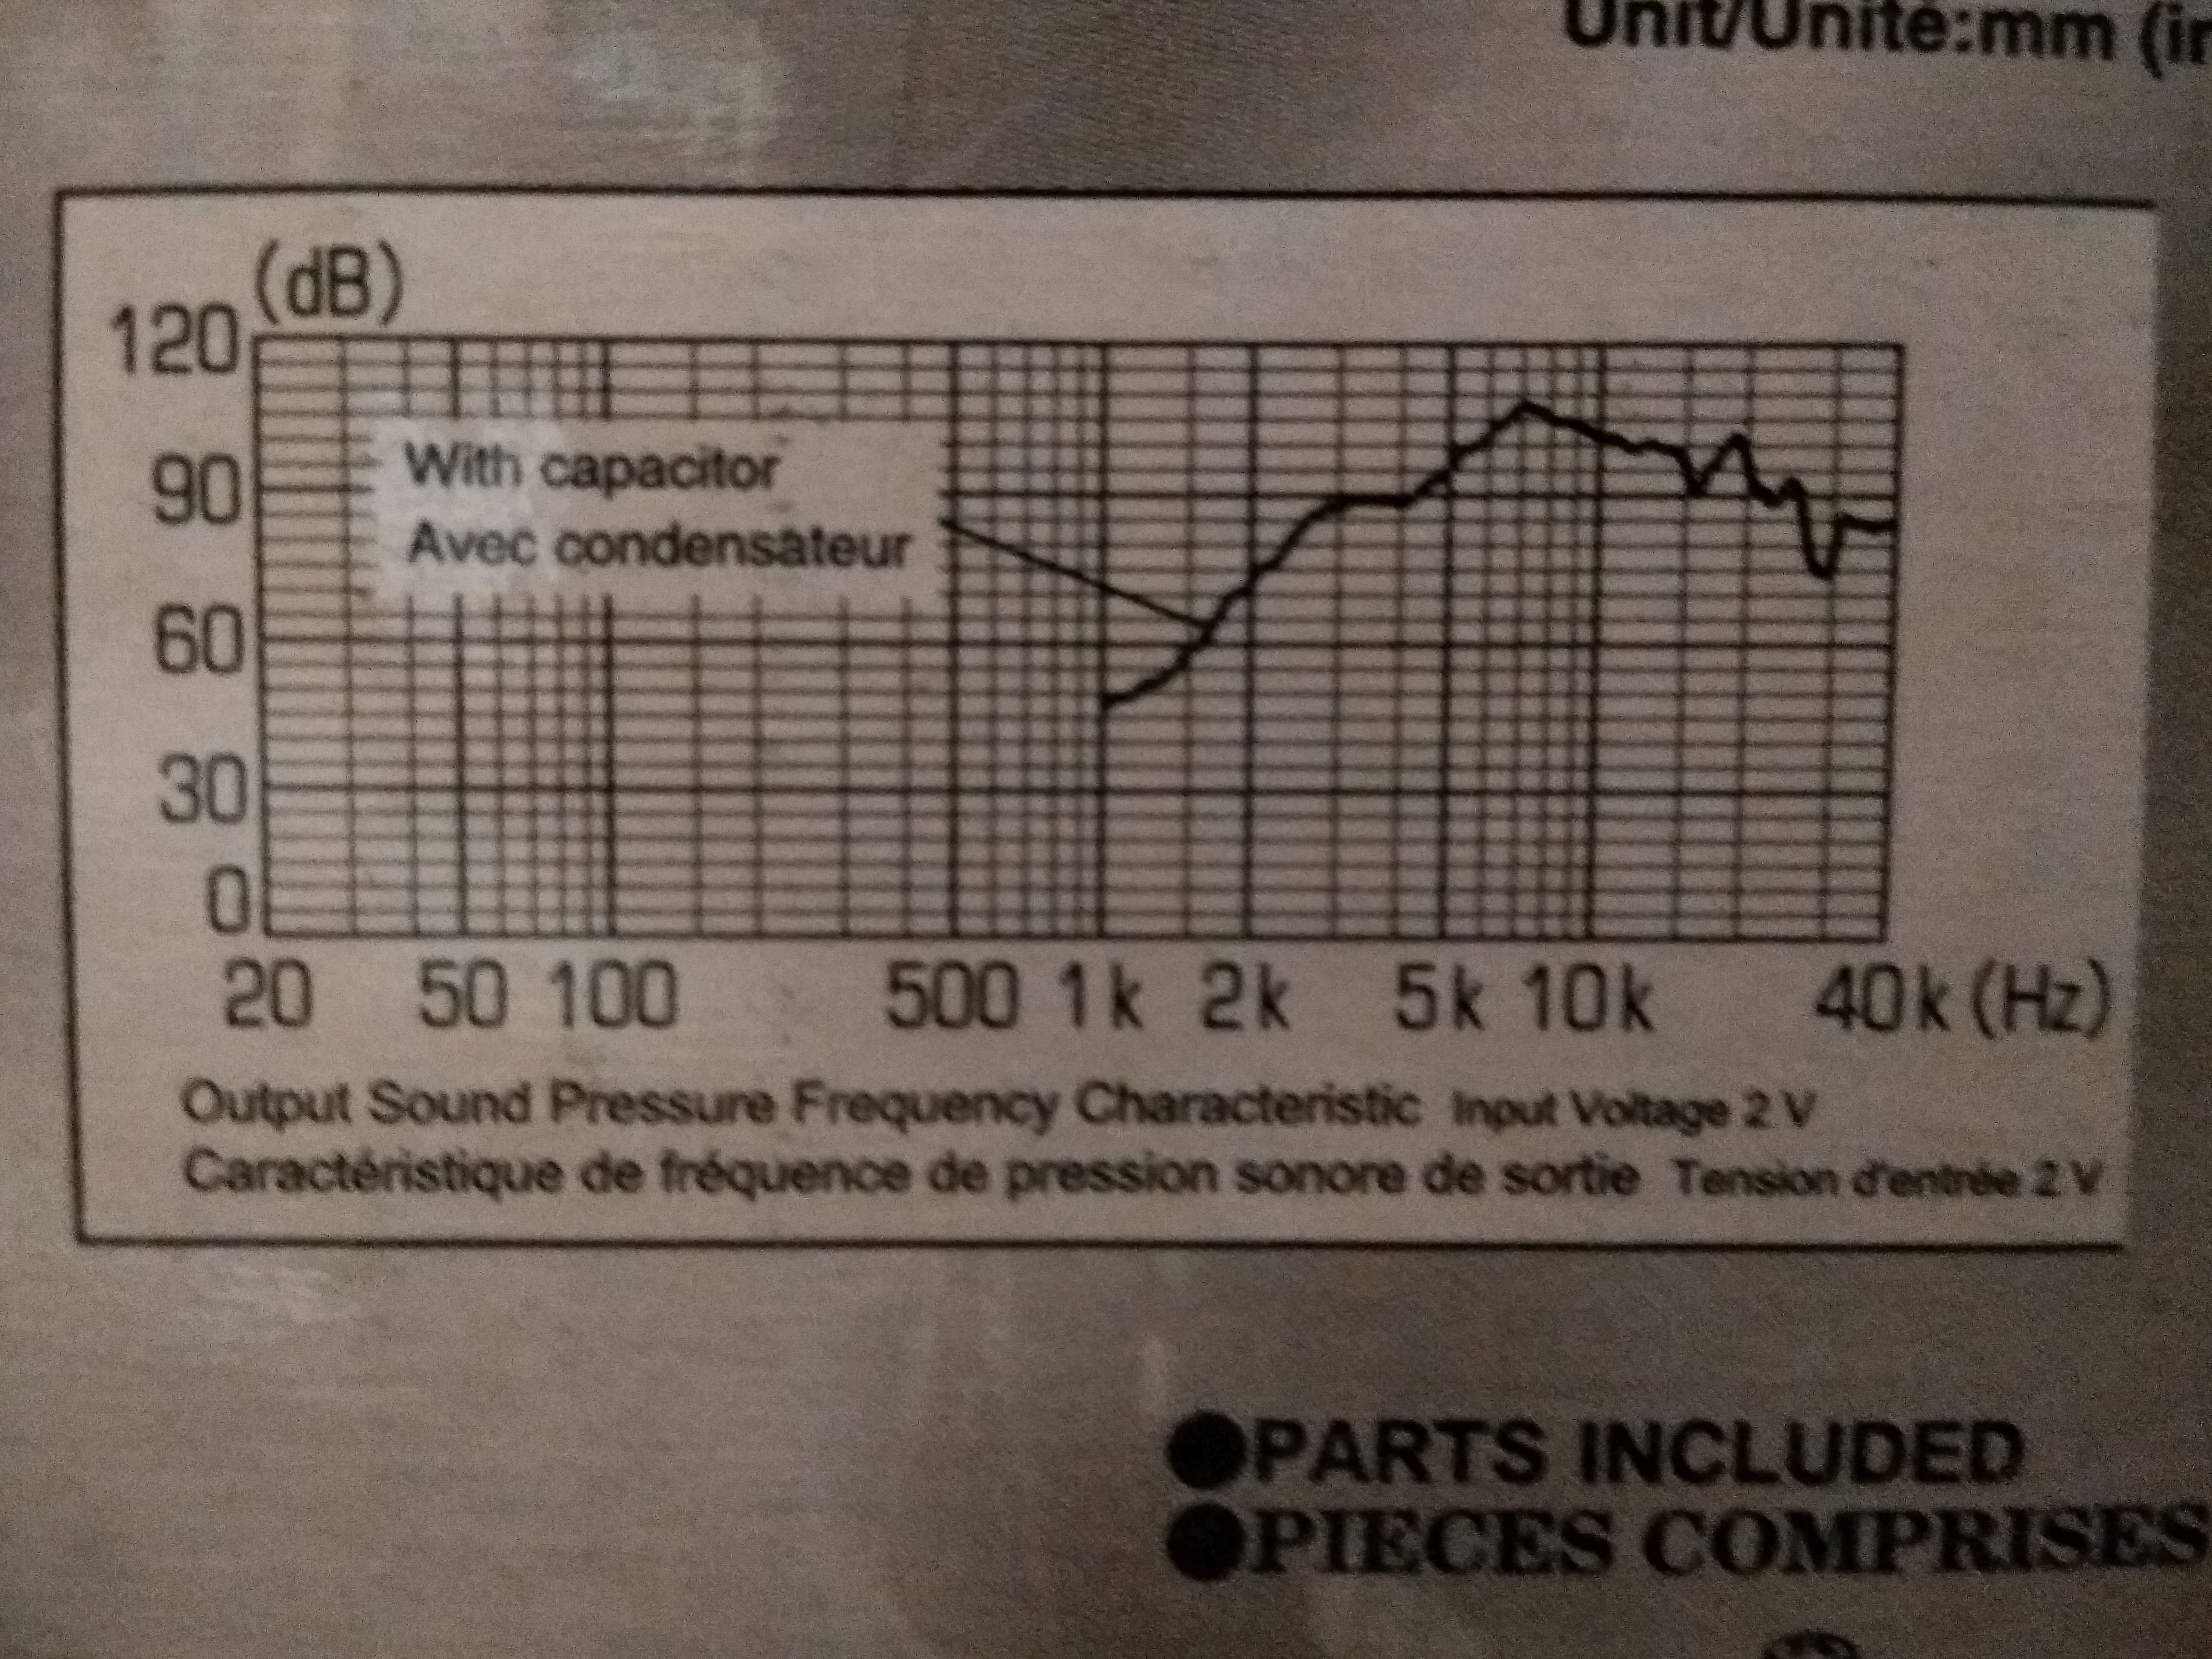 Unit/Unité:mm
(dB)
120
90
60
30
0
With capacitor
Avec condensateur
20 50 100 500 1k 2k 5k 10k 40k (Hz)
Output Sound Pressure Frequency Characteristic Input Voltage 2 V
Caractéristique de fréquence de pression sonore de sortie Tension d'entrée 2 V
●PARTS INCLUDED
●PIECES COMPRISES